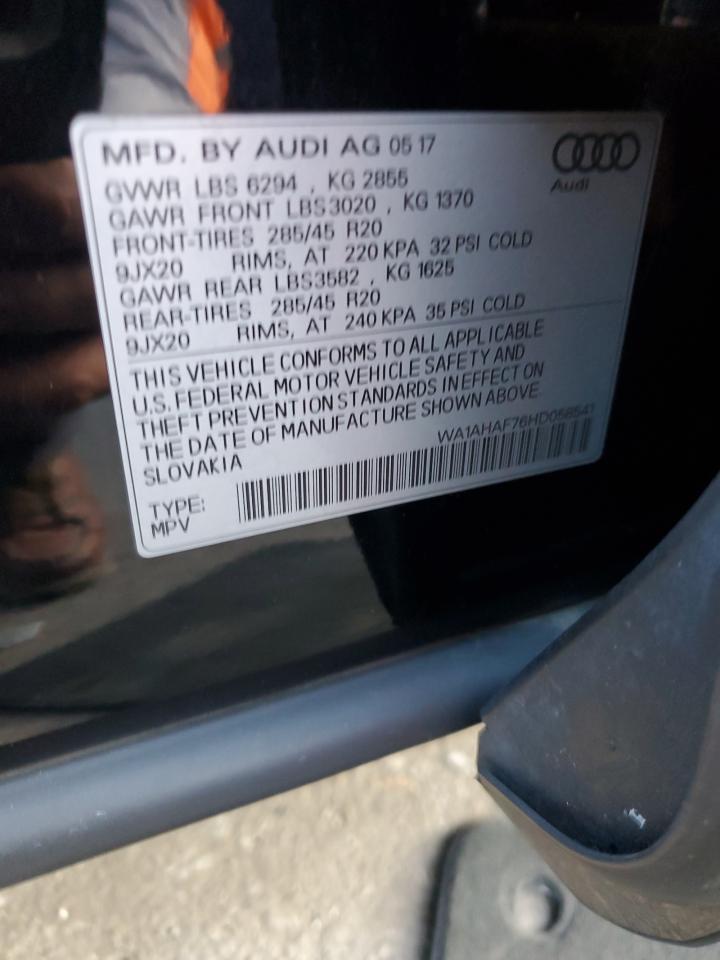 MFD. BY AUDI AG 05 17
Audi
GVWR LBS 6294 , KG 2855
GAWR FRONT LBS3020 , KG 1370
FRONT-TIRES 285/45 R20
9JX20 RIMS, AT 220 KPA 32 PSI COLD
GAWR REAR LBS3582 , KG 1625
REAR-TIRES 285/45 R20
9JX20 RIMS, AT 240 KPA 35 PSI COLD
THIS VEHICLE CONFORMS TO ALL APPLICABLE
U.S. FEDERAL MOTOR VEHICLE SAFETY AND
THEFT PREVENTION STANDARDS IN EFFECT ON
THE DATE OF MANUFACTURE SHOWN ABOVE.
SLOVAKIA
WA1AHAF76HD058541
TYPE:
MPV